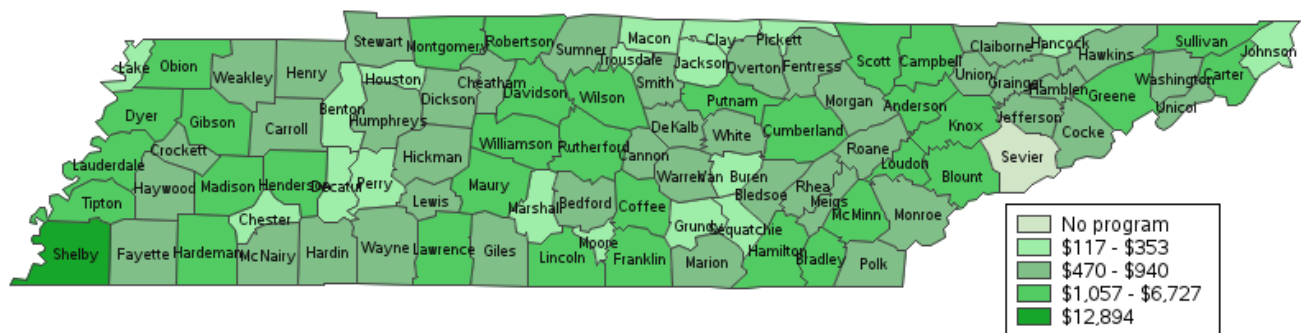 Stewart
Montgomery
Robertson
Sumner
Macon
Trousdale
Clay
Pickett
Jackson
Overton
Fentress
Scott
Campbell
Claiborne
Hancock
Hawkins
Sullivan
Johnson
Lake
Obion
Weakley
Henry
Houston
Cheatham
Dickson
Smith
Union
Grainger
Hamblen
Washington
Carter
Unicol
Greene
Dyer
Gibson
Carroll
Benton
Humphreys
Davidson
Wilson
Putnam
Morgan
Anderson
Knox
Jefferson
Cocke
Sevier
Crockett
Lauderdale
Haywood
Madison
Henderson
Decatur
Perry
Hickman
Williamson
Rutherford
Cannon
DeKalb
White
Cumberland
Roane
Loudon
Blount
Tipton
Chester
Lewis
Maury
Marshall
Bedford
Coffee
Warren
Van Buren
Bledsoe
Rhea
Meigs
McMinn
Monroe
Shelby
Fayette
Hardeman
McNairy
Hardin
Wayne
Lawrence
Giles
Lincoln
Moore
Franklin
Grundy
Sequatchie
Marion
Hamilton
Bradley
Polk
No program
$117 - $353
$470 - $940
$1,057 - $6,727
$12,894